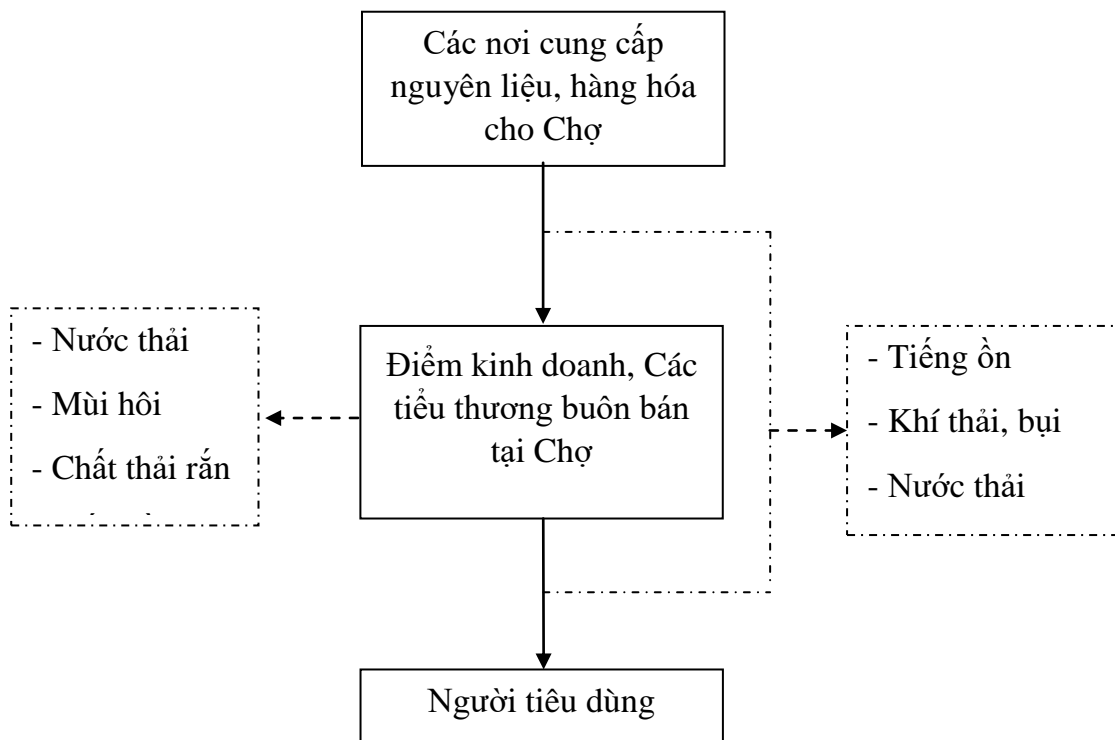 Các nơi cung cấp
nguyên liệu, hàng hóa
cho Chợ
- Nước thải
- Mùi hôi
- Chất thải rắn
Điểm kinh doanh, Các
tiểu thương buôn bán
tại Chợ
- Tiếng ồn
- Khí thải, bụi
- Nước thải
Người tiêu dùng